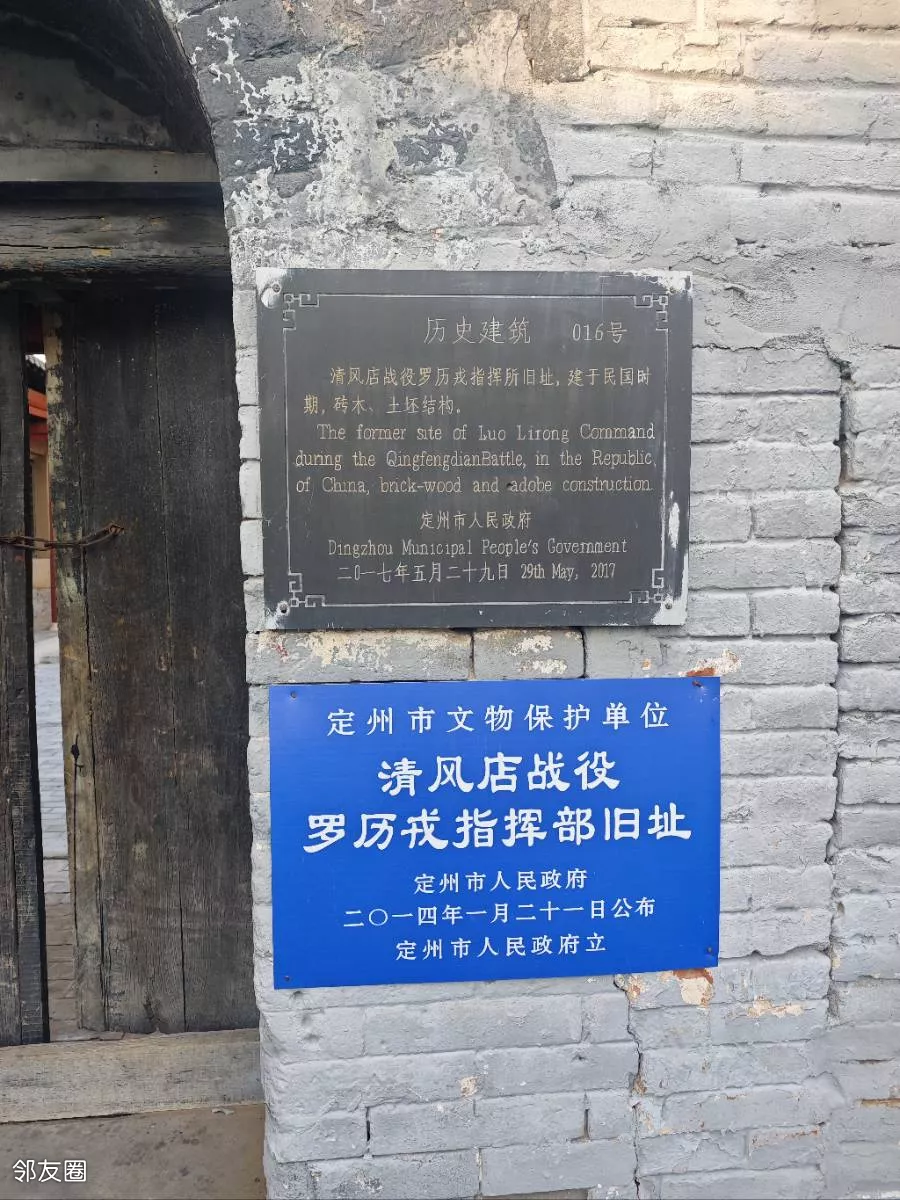 历史建筑 016号
清风店战役罗历戎指挥所旧址，建于民国时
期，砖木、土坯结构。
The former site of Luo Lirong Command
during the QingfengdianBattle, in the Republic
of China, brick-wood and adobe construction
定州市人民政府
Dingzhou Municipal People's Government
二0一七年五月二十九日 29th May, 2017
定州市文物保护单位
清风店战役
罗历戎指挥部旧址
定州市人民政府
二〇一四年一月二十一日公布
定州市人民政府立
邻友圈